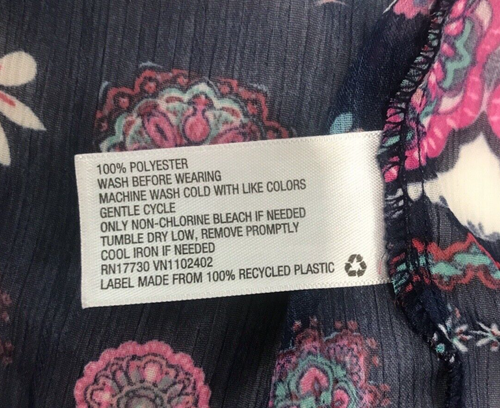 100% POLYESTER
WASH BEFORE WEARING
MACHINE WASH COLD WITH LIKE COLORS
GENTLE CYCLE
ONLY NON-CHLORINE BLEACH IF NEEDED
TUMBLE DRY LOW, REMOVE PROMPTLY
COOL IRON IF NEEDED
RN17730 VN1102402
LABEL MADE FROM 100% RECYCLED PLASTIC